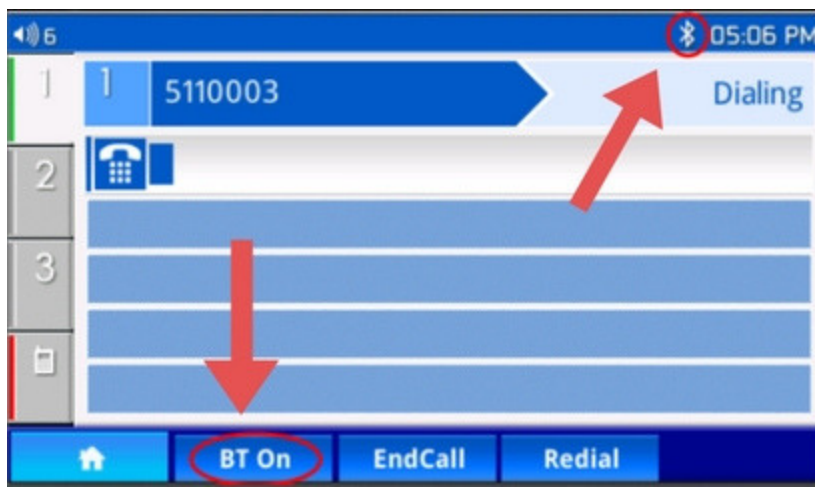 6 05:06 PM
1 1 5110003 Dialing
2
3
BT On EndCall Redial